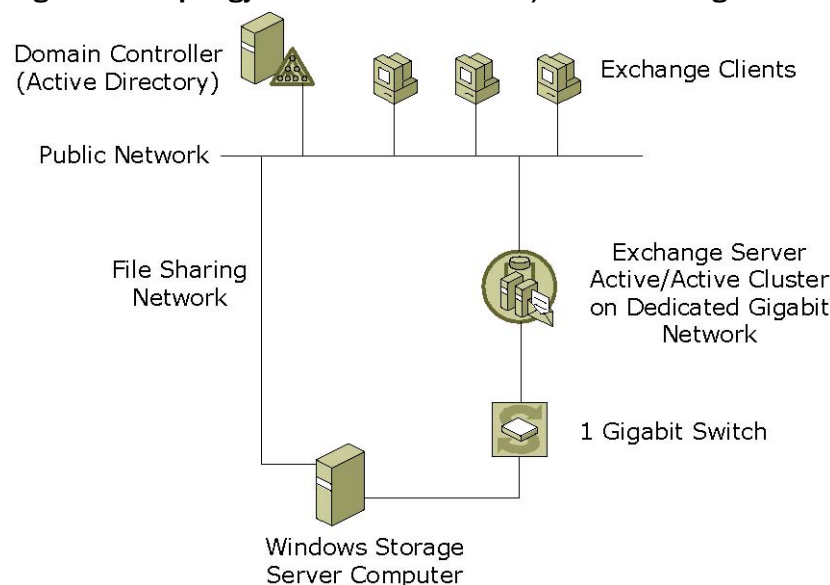 Domain Controller
(Active Directory)
Exchange Clients
Public Network
File Sharing
Network
Exchange Server
Active/Active Cluster
on Dedicated Gigabit
Network
1 Gigabit Switch
Windows Storage
Server Computer